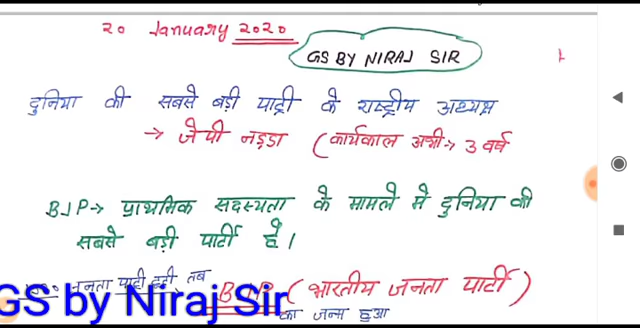 २० January 2020
GS BY NIRAJ SIR
दुनिया की सबसे बड़ी पार्टी के राष्ट्रीय अध्यक्ष
→ जेपी नड्डा (कार्यकाल अभी → 3 वर्ष
BJP → प्राथमिक सदस्यता के मामले मे दुनिया की
सबसे बड़ी पार्टी है।
जनता पार्टी टूटी तब BJP (भारतीय जनता पार्टी)
का जन्म हुआ
GS by Niraj Sir